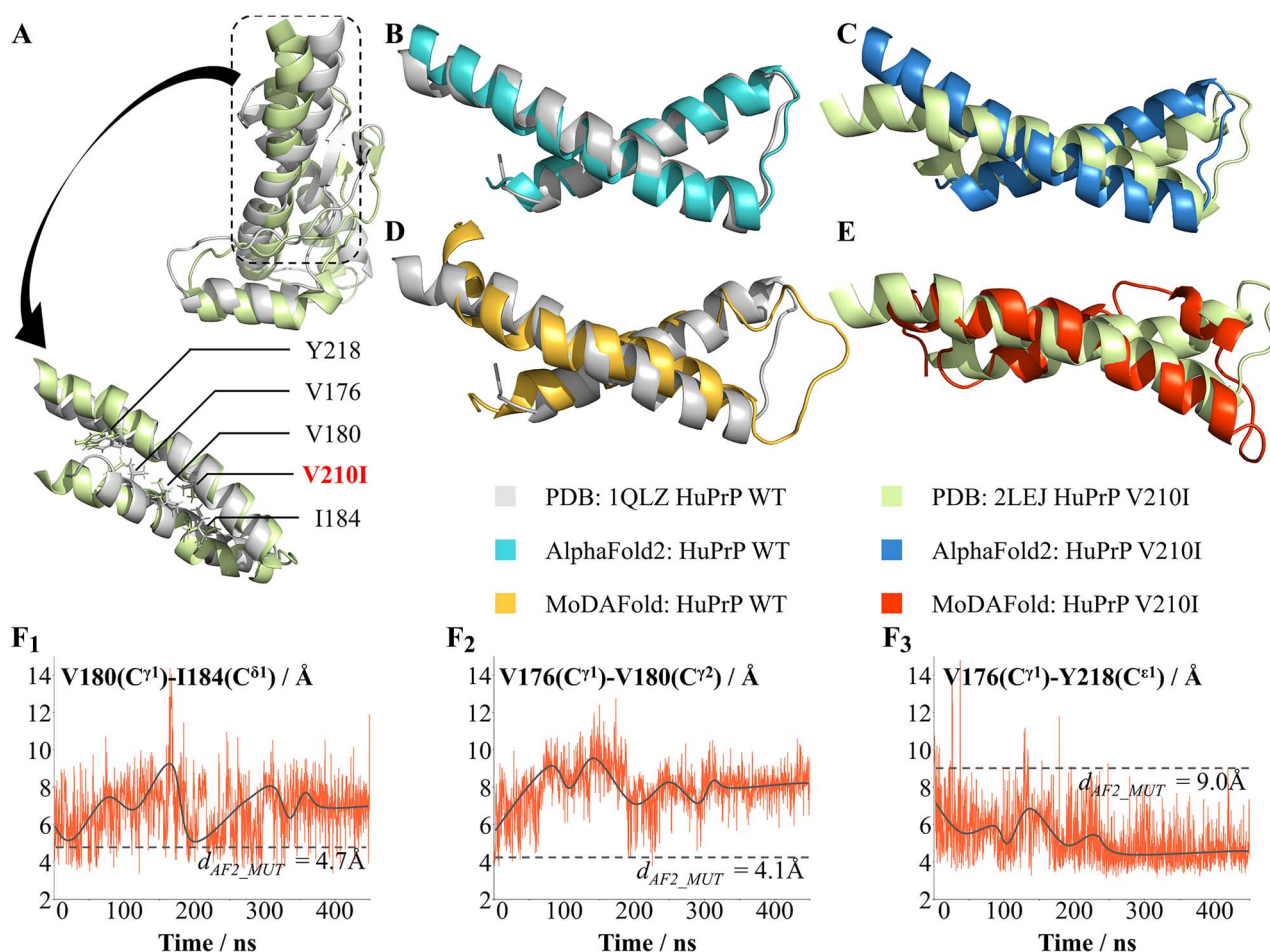 A
B
C
Y218
V176
V180
V210I
I184
D
E
PDB: 1QLZ HuPrP WT
PDB: 2LEJ HuPrP V210I
AlphaFold2: HuPrP WT
AlphaFold2: HuPrP V210I
MoDAFold: HuPrP WT
MoDAFold: HuPrP V210I
F1
V180(Cγ1)-I184(Cδ1) / Å
14
12
10
8
6
4
2
dAF2_MUT = 4.7Å
0 100 200 300 400
Time / ns
F2
V176(Cγ1)-V180(Cγ2) / Å
14
12
10
8
6
4
2
dAF2_MUT = 4.1Å
0 100 200 300 400
Time / ns
F3
V176(Cγ1)-Y218(Cε1) / Å
14
12
10
8
6
4
2
dAF2_MUT = 9.0Å
0 100 200 300 400
Time / ns